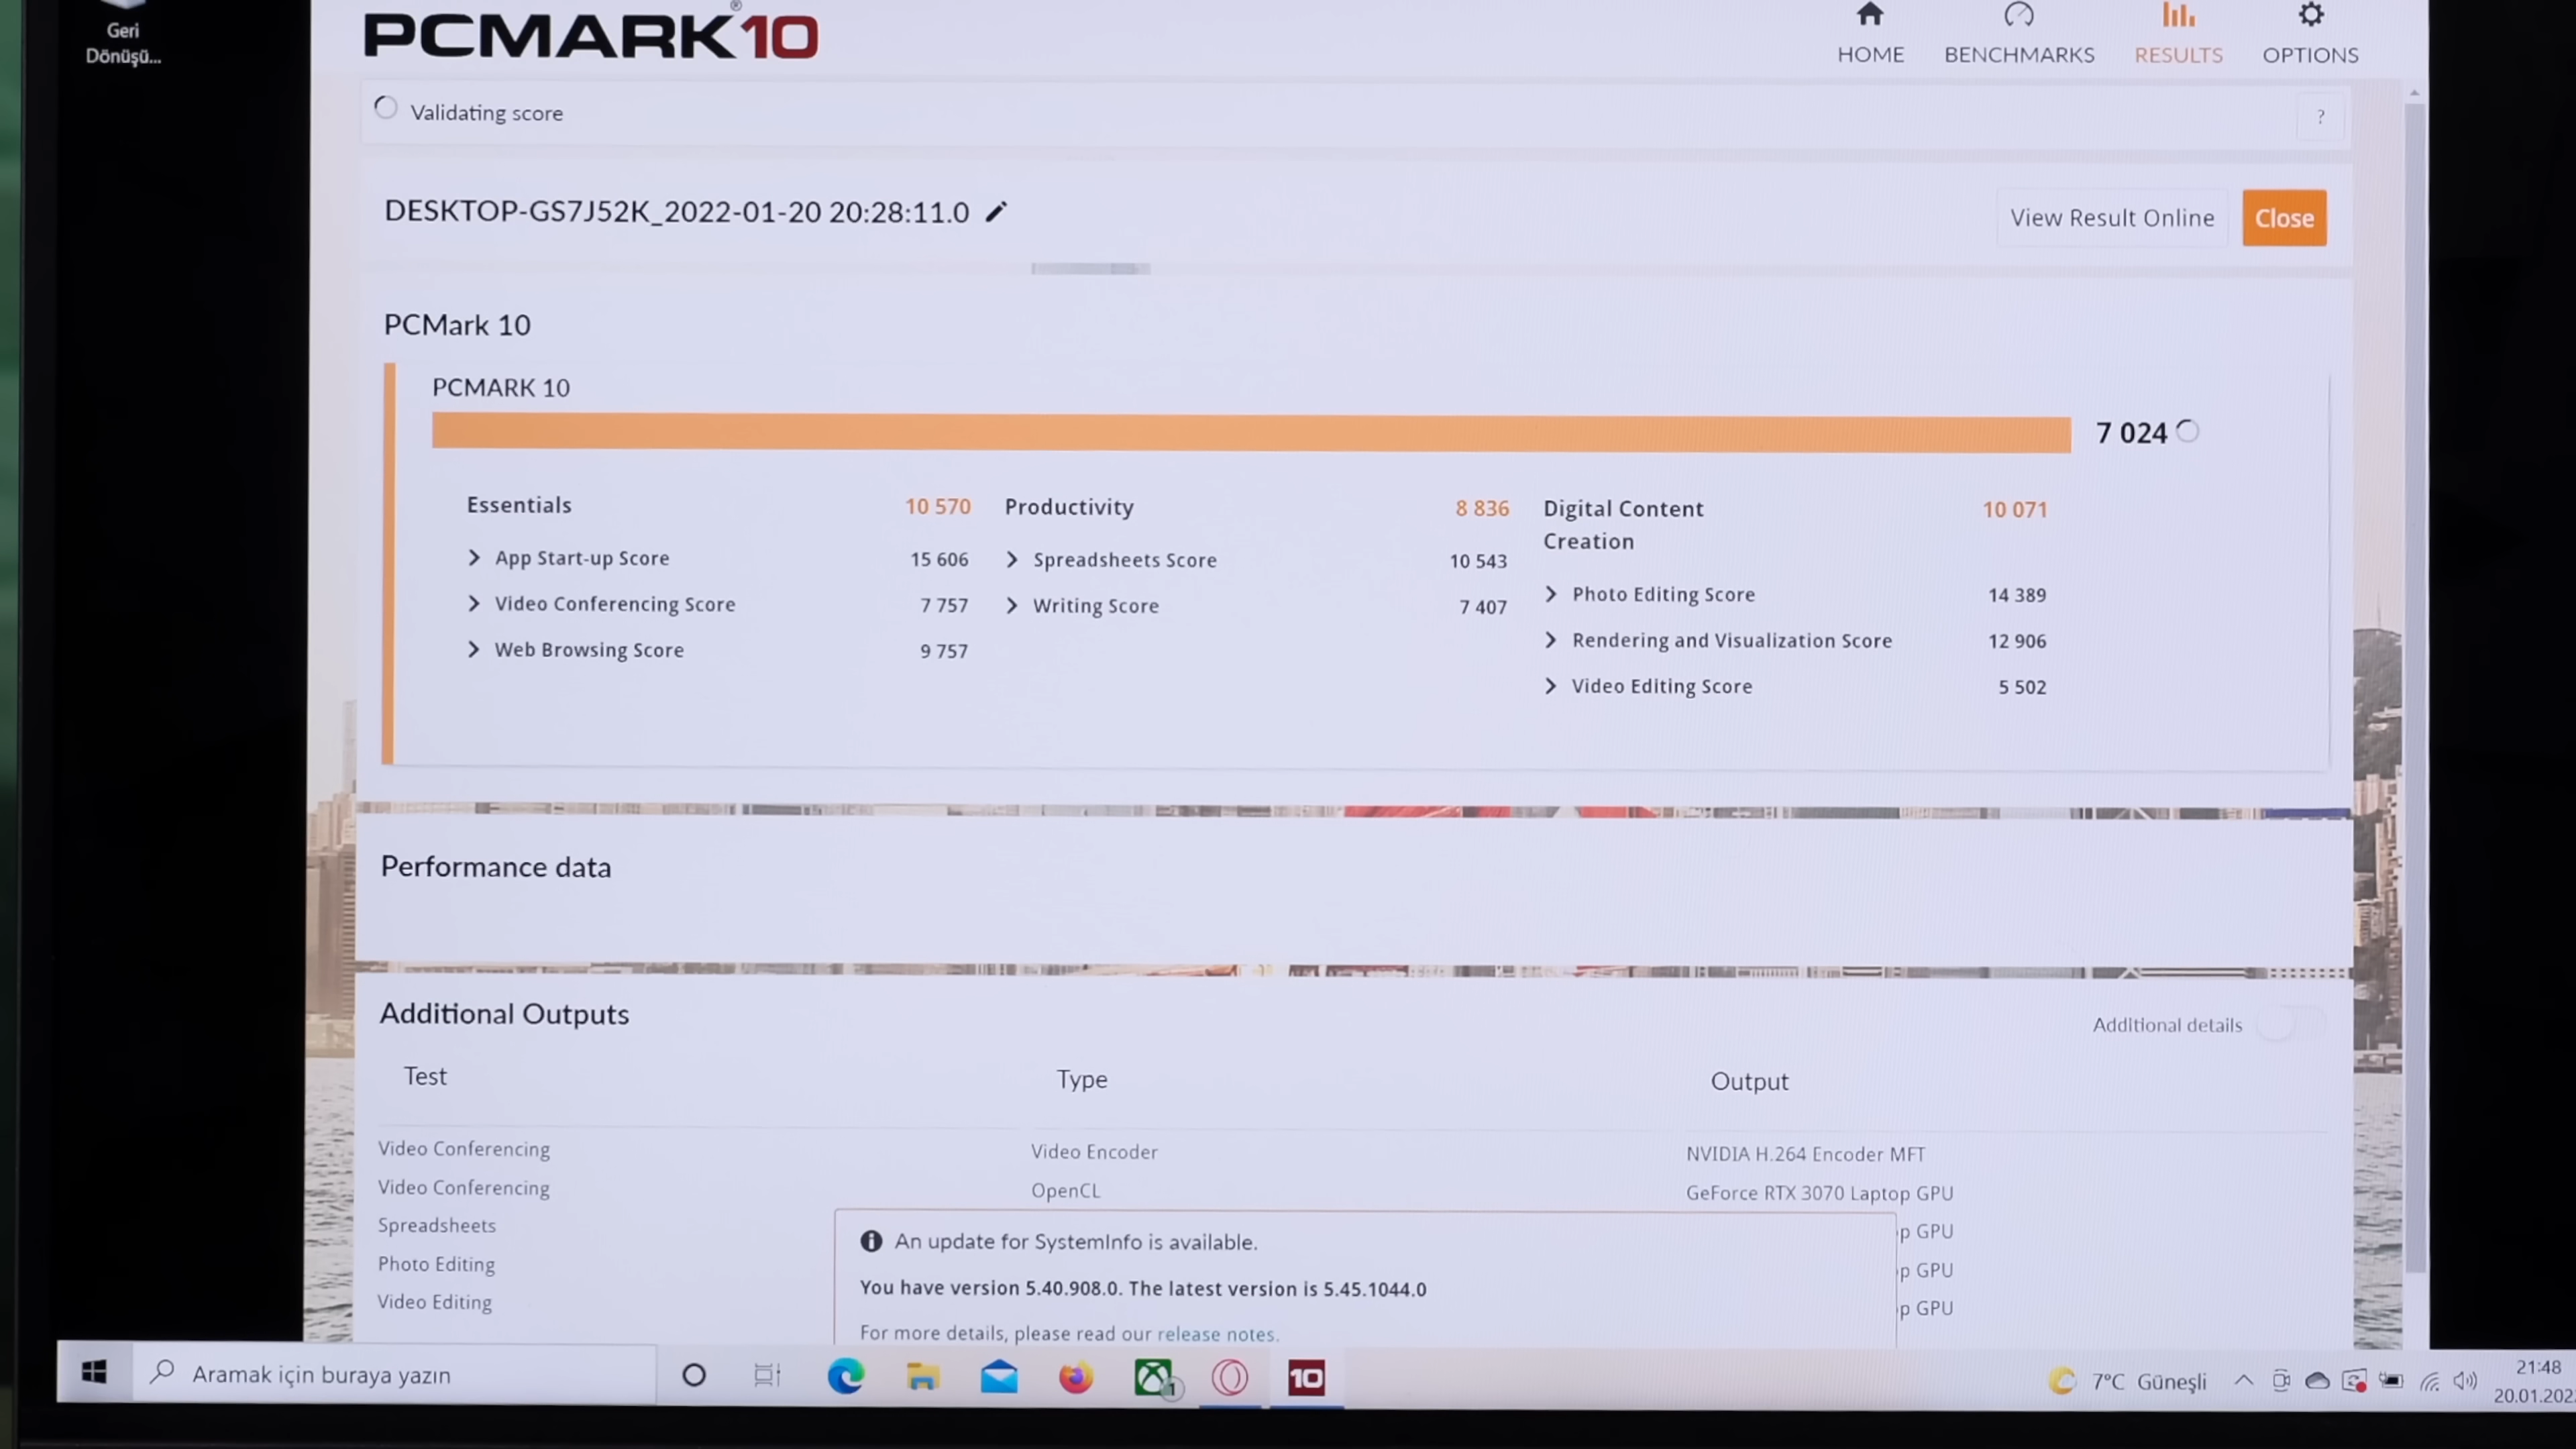 Geri
Dönüşü...
PCMARK®10
HOME
BENCHMARKS
RESULTS
OPTIONS
Validating score
?
DESKTOP-GS7J52K_2022-01-20 20:28:11.0
View Result Online
Close
PCMark 10
PCMARK 10
7 024
Essentials 10 570
App Start-up Score 15 606
Video Conferencing Score 7 757
Web Browsing Score 9 757
Productivity 8 836
Spreadsheets Score 10 543
Writing Score 7 407
Digital Content 10 071
Creation
Photo Editing Score 14 389
Rendering and Visualization Score 12 906
Video Editing Score 5 502
Performance data
Additional Outputs
Additional details
Test Type Output
Video Conferencing Video Encoder NVIDIA H.264 Encoder MFT
Video Conferencing OpenCL GeForce RTX 3070 Laptop GPU
Spreadsheets p GPU
Photo Editing p GPU
Video Editing p GPU
An update for SystemInfo is available.
You have version 5.40.908.0. The latest version is 5.45.1044.0
For more details, please read our release notes.
Aramak için buraya yazın
1
10
7°C Güneşli
21:48
20.01.202